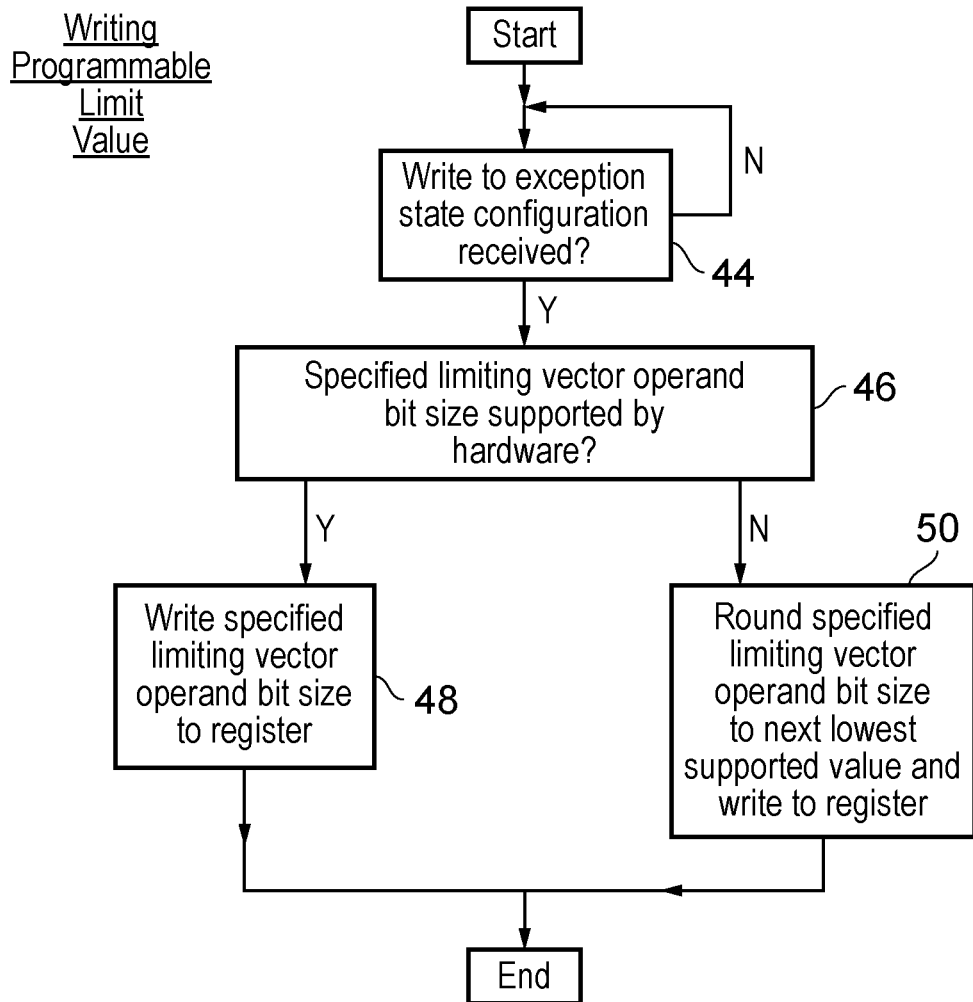 Writing
Programmable
Limit
Value
Start
N
Write to exception
state configuration
received?
44
Y
Specified limiting vector operand
bit size supported by
hardware?
46
Y
N
50
Write specified
limiting vector
operand bit size
to register
48
Round specified
limiting vector
operand bit size
to next lowest
supported value and
write to register
End